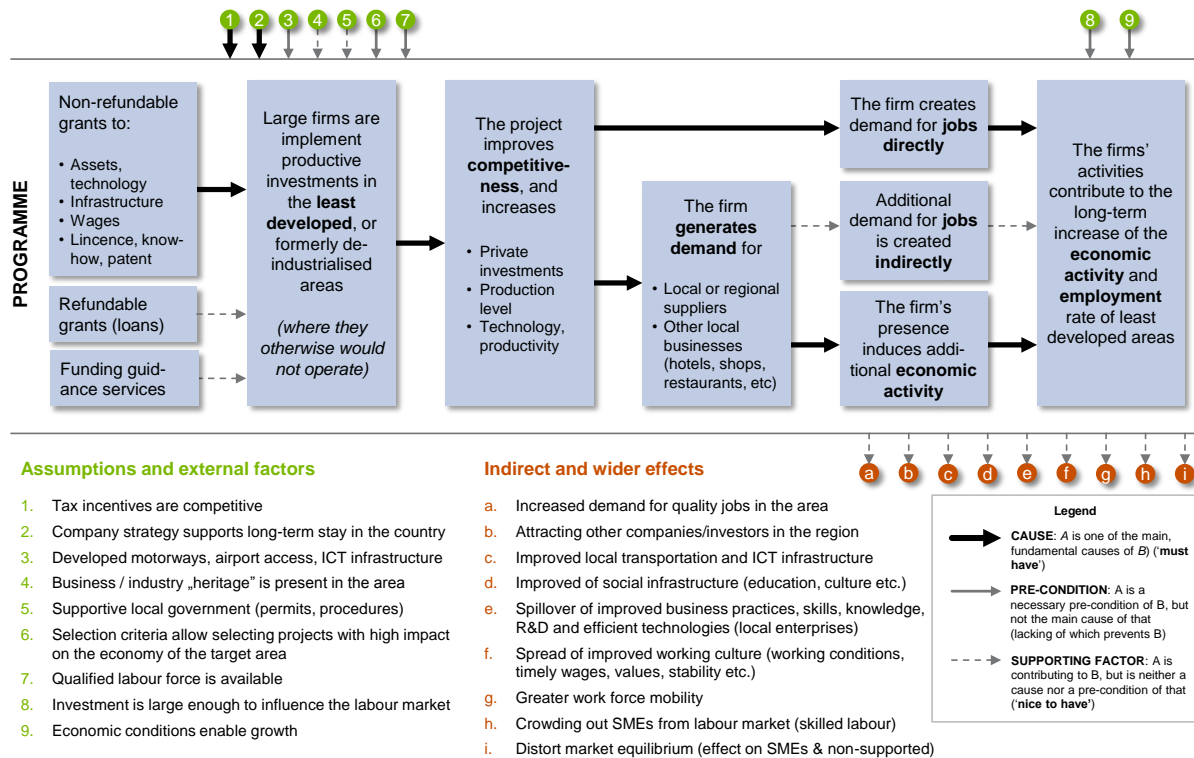 1
2
3
4
5
6
7
8
9
PROGRAMME
Non-refundable
grants to:
• Assets,
technology
• Infrastructure
• Wages
• Lincence, know-
how, patent
Refundable
grants (loans)
Funding guid-
ance services
Large firms are
implement
productive
investments in
the least
developed, or
formerly de-
industrialised
areas
(where they
otherwise would
not operate)
The project
improves
competitive-
ness, and
increases
• Private
investments
• Production
level
• Technology,
productivity
The firm
generates
demand for
• Local or regional
suppliers
• Other local
businesses
(hotels, shops,
restaurants, etc)
The firm creates
demand for jobs
directly
Additional
demand for jobs
is created
indirectly
The firm's
presence
induces addi-
tional economic
activity
The firms'
activities
contribute to the
long-term
increase of the
economic
activity and
employment
rate of least
developed areas
a
b
c
d
e
f
g
h
i
Assumptions and external factors
1. Tax incentives are competitive
2. Company strategy supports long-term stay in the country
3. Developed motorways, airport access, ICT infrastructure
4. Business / industry „heritage" is present in the area
5. Supportive local government (permits, procedures)
6. Selection criteria allow selecting projects with high impact
on the economy of the target area
7. Qualified labour force is available
8. Investment is large enough to influence the labour market
9. Economic conditions enable growth
Indirect and wider effects
a. Increased demand for quality jobs in the area
b. Attracting other companies/investors in the region
c. Improved local transportation and ICT infrastructure
d. Improved of social infrastructure (education, culture etc.)
e. Spillover of improved business practices, skills, knowledge,
R&D and efficient technologies (local enterprises)
f. Spread of improved working culture (working conditions,
timely wages, values, stability etc.)
g. Greater work force mobility
h. Crowding out SMEs from labour market (skilled labour)
i. Distort market equilibrium (effect on SMEs & non-supported)
Legend
CAUSE: A is one of the main,
fundamental causes of B) ('must
have')
PRE-CONDITION: A is a
necessary pre-condition of B, but
not the main cause of that
(lacking of which prevents B)
SUPPORTING FACTOR: A is
contributing to B, but is neither a
cause nor a pre-condition of that
('nice to have')